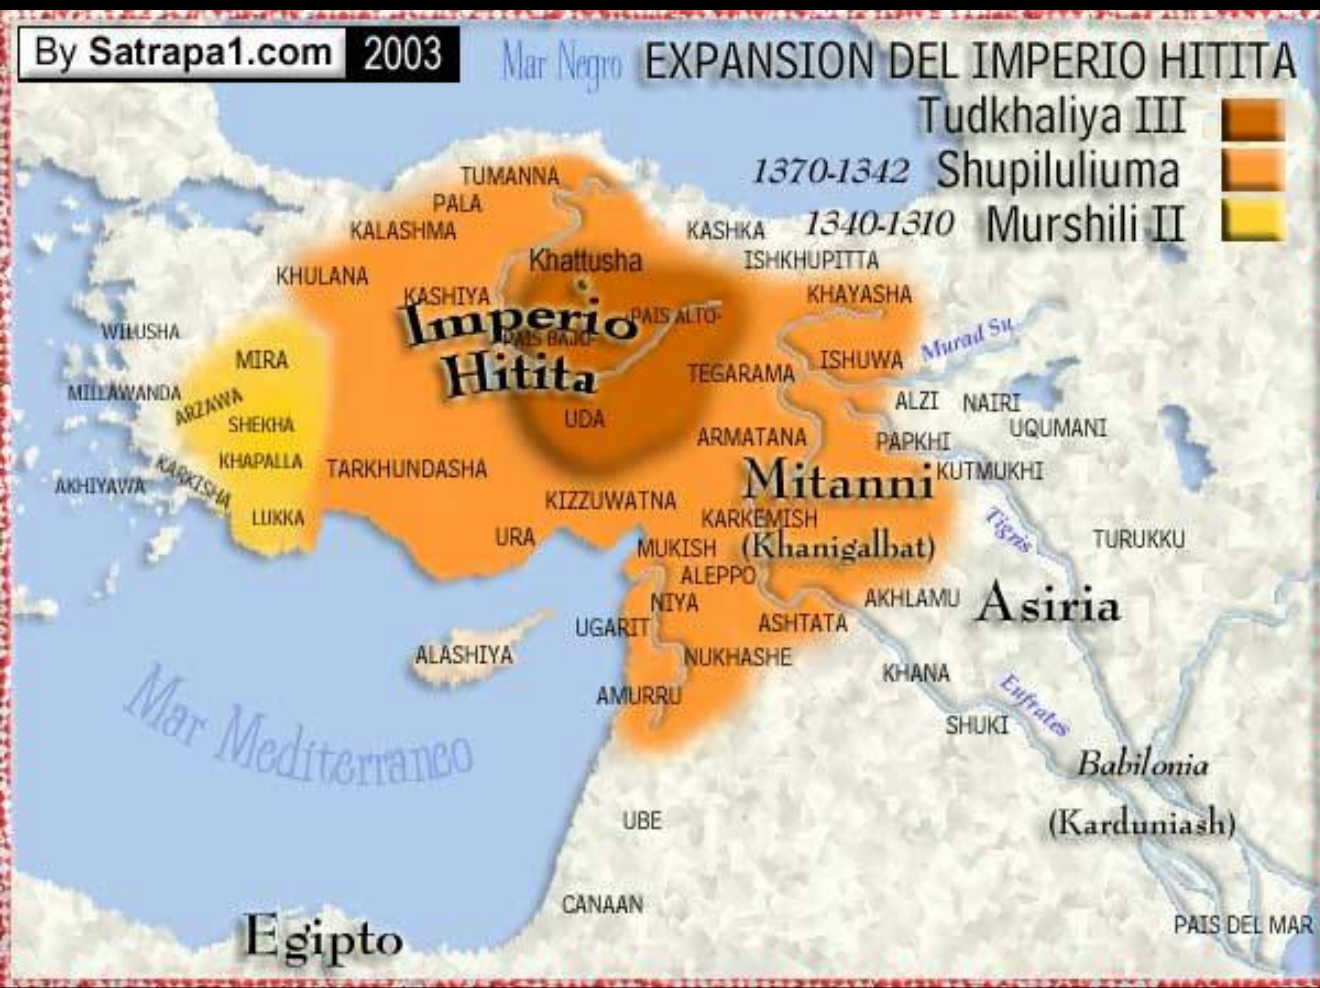 By Satrapa1.com 2003
Mar Negro
EXPANSION DEL IMPERIO HITITA
Tudkhaliya III
1370-1342 Shupiluliuma
1340-1310 Murshili II
TUMANNA
PALA
KALASHMA
KASHKA
ISHKHUPITTA
KHULANA
Khattusha
KASHIYA
KHAYASHA
Imperio
Hitita
PAIS ALTO-
PAIS BAJO-
WILUSHA
MIRA
Murad Su
ISHUWA
TEGARAMA
MILLAWANDA
ARZAWA
ALZI
NAIRI
SHEKHA
UDA
UQUMANI
ARMATANA
PAPKHI
KHAPALLA
TARKHUNDASHA
KUTMUKHI
KARKISHA
AKHIYAWA
Mitanni
KIZZUWATNA
LUKKA
KARKEMISH
URA
Tigris
TURUKKU
MUKISH
(Khanigalbat)
ALEPPO
NIYA
AKHLAMU
Asiria
UGARIT
ASHTATA
ALASHIYA
NUKHASHE
KHANA
AMURRU
Eufrates
SHUKI
Mar Mediterraneo
Babilonia
(Karduniash)
UBE
CANAAN
PAIS DEL MAR
Egipto